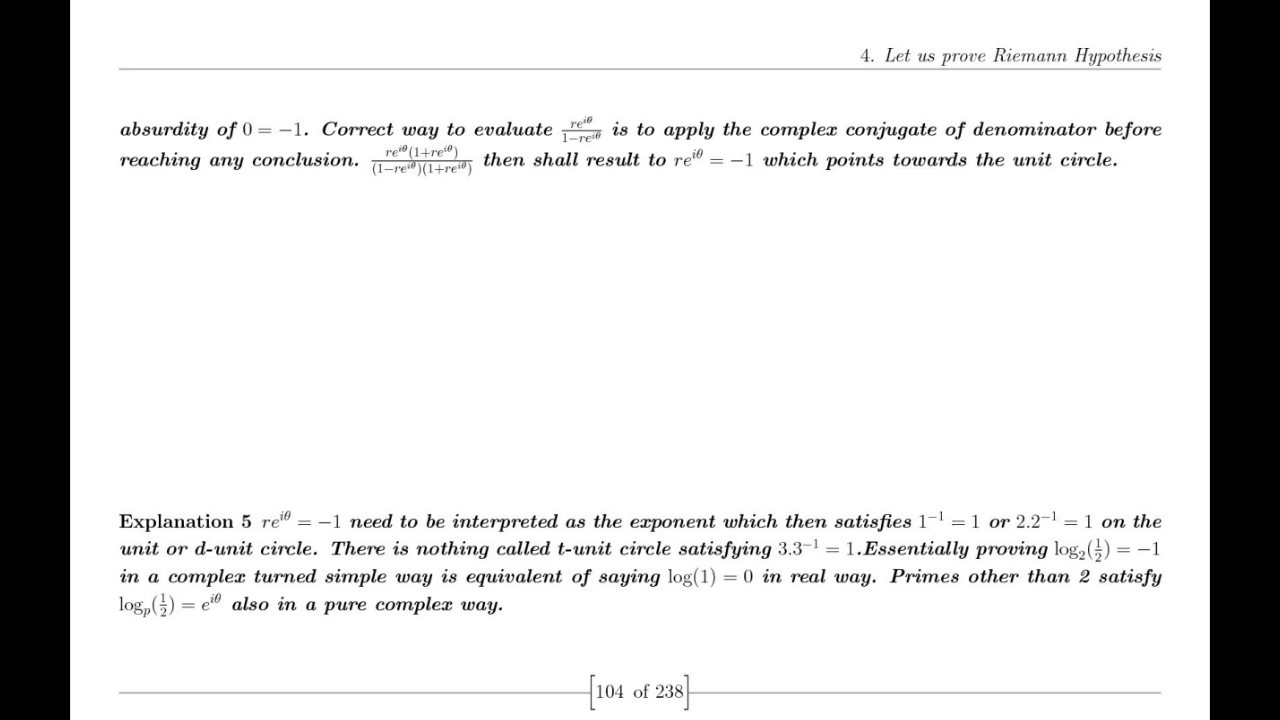 4. Let us prove Riemann Hypothesis
absurdity of 0 = −1. Correct way to evaluate \frac{re^{iθ}}{1−re^{iθ}} is to apply the complex conjugate of denominator before
reaching any conclusion. \frac{re^{iθ}(1+re^{iθ})}{(1−re^{iθ})(1+re^{iθ})} then shall result to re^{iθ} = −1 which points towards the unit circle.
Explanation 5 re^{iθ} = −1 need to be interpreted as the exponent which then satisfies 1^{−1} = 1 or 2.2^{−1} = 1 on the
unit or d-unit circle. There is nothing called t-unit circle satisfying 3.3^{−1} = 1.Essentially proving log_2(\frac{1}{2}) = −1
in a complex turned simple way is equivalent of saying log(1) = 0 in real way. Primes other than 2 satisfy
log_p(\frac{1}{2}) = e^{iθ} also in a pure complex way.
[104 of 238]